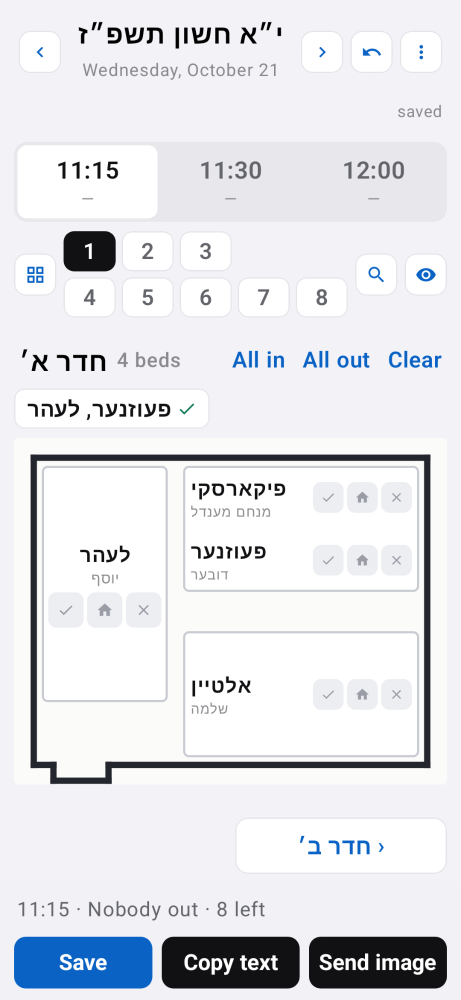 י״א חשון תשפ״ז
Wednesday, October 21
saved
11:15 11:30 12:00
– – –
1 2 3
4 5 6 7 8
חדר א׳ 4 beds All in All out Clear
פעוזנער, לעהר
פיקארסקי
מנחם מענדל
לעהר
יוסף
פעוזנער
דובער
אלטיין
שלמה
חדר ב׳ ›
11:15 · Nobody out · 8 left
Save Copy text Send image